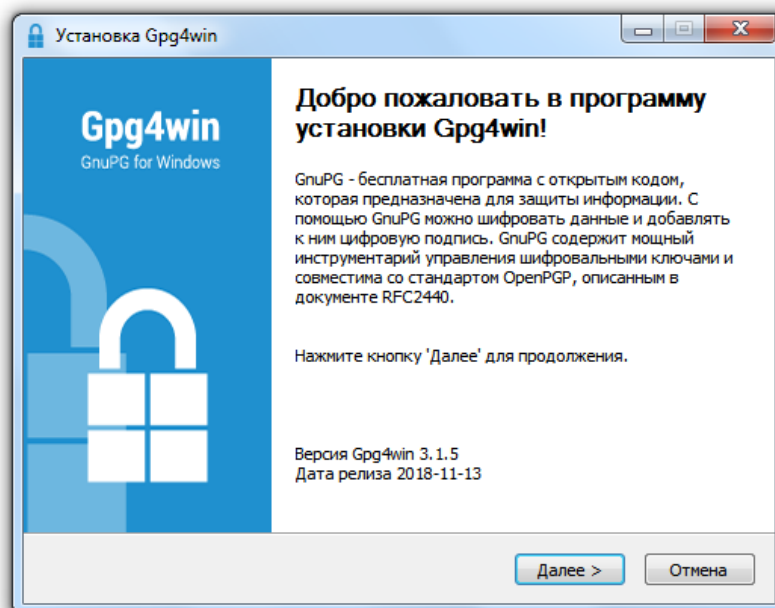 Установка Gpg4win
Gpg4win
GnuPG for Windows
Добро пожаловать в программу
установки Gpg4win!
GnuPG - бесплатная программа с открытым кодом,
которая предназначена для защиты информации. С
помощью GnuPG можно шифровать данные и добавлять
к ним цифровую подпись. GnuPG содержит мощный
инструментарий управления шифровальными ключами и
совместима со стандартом OpenPGP, описанным в
документе RFC2440.
Нажмите кнопку 'Далее' для продолжения.
Версия Gpg4win 3.1.5
Дата релиза 2018-11-13
Далее >
Отмена